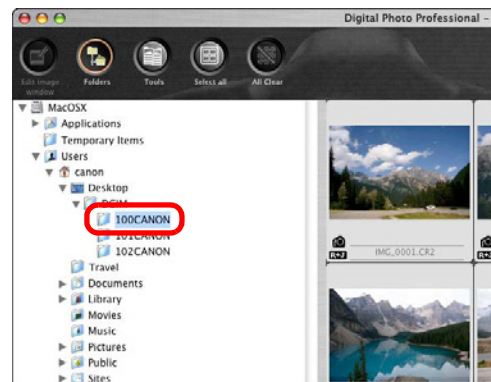 Digital Photo Professional –
Edit image window
Folders
Tools
Select all
All Clear
MacOSX
Applications
Temporary Items
Users
canon
Desktop
DCIM
100CANON
101CANON
102CANON
Travel
Documents
Library
Movies
Music
Pictures
Public
Sites
R+J
IMG_0001.CR2
R+J